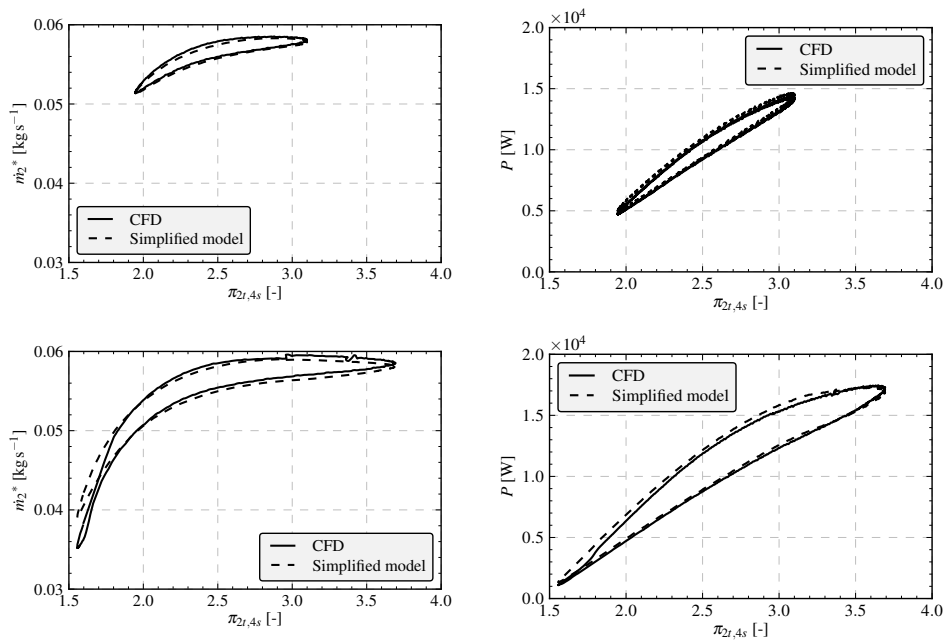 0.06
0.05
0.04
0.03
ṁ₂* [kg s⁻¹]
CFD
Simplified model
1.5 2.0 2.5 3.0 3.5 4.0
π2t,4s [-]
×10⁴
2.0
1.5
1.0
0.5
0.0
P [W]
CFD
Simplified model
1.5 2.0 2.5 3.0 3.5 4.0
π2t,4s [-]
0.06
0.05
0.04
0.03
ṁ₂* [kg s⁻¹]
CFD
Simplified model
1.5 2.0 2.5 3.0 3.5 4.0
π2t,4s [-]
×10⁴
2.0
1.5
1.0
0.5
0.0
P [W]
CFD
Simplified model
1.5 2.0 2.5 3.0 3.5 4.0
π2t,4s [-]